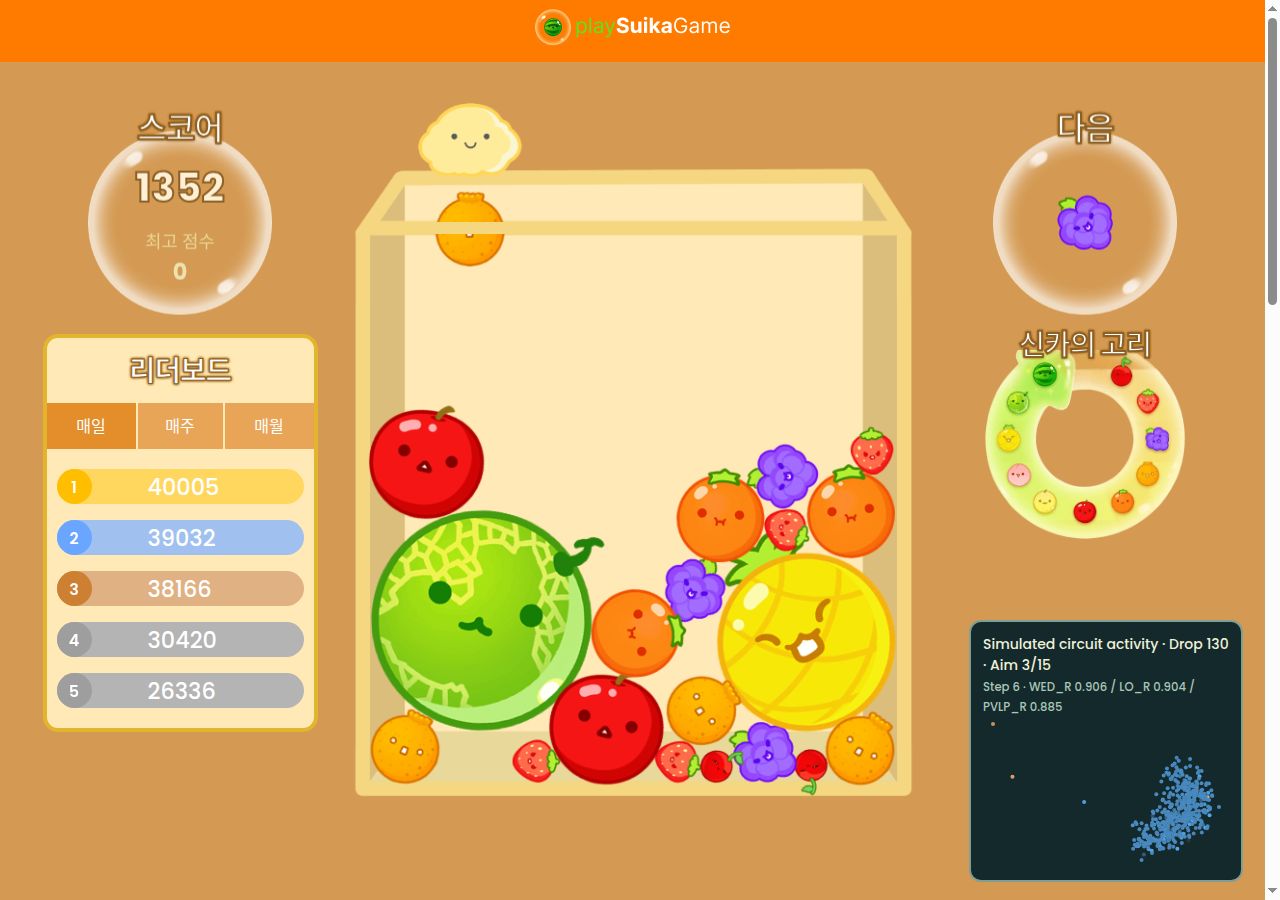 playSuikaGame
스코어
1352
최고 점수
0
다음
신카의 고리
리더보드
매일 매주 매월
1 40005
2 39032
3 38166
4 30420
5 26336
Simulated circuit activity · Drop 130
· Aim 3/15
Step 6 · WED_R 0.906 / LO_R 0.904 /
PVLP_R 0.885